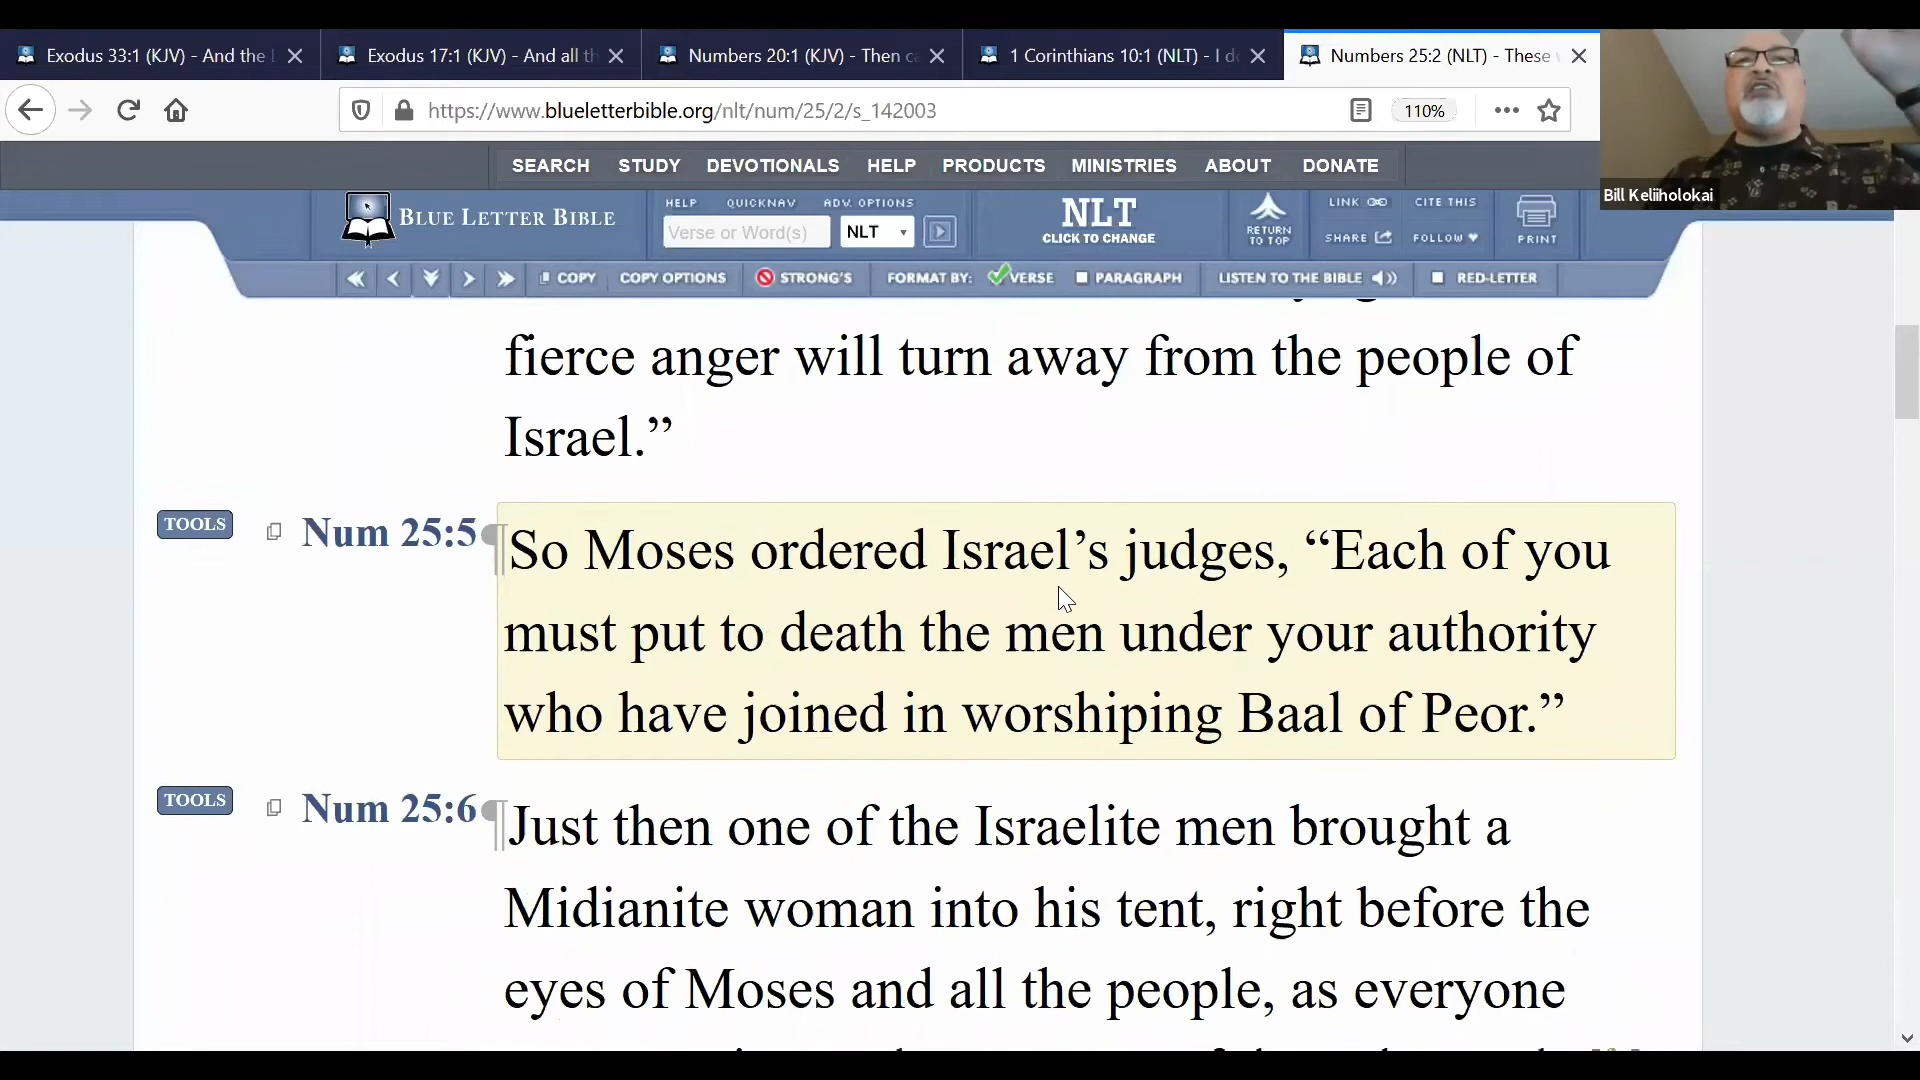 Exodus 33:1 (KJV) - And the
Exodus 17:1 (KJV) - And all th
Numbers 20:1 (KJV) - Then ca
1 Corinthians 10:1 (NLT) - I do
Numbers 25:2 (NLT) - These
https://www.blueletterbible.org/nlt/num/25/2/s_142003
110%
Bill Keliiholokai
SEARCH STUDY DEVOTIONALS HELP PRODUCTS MINISTRIES ABOUT DONATE
BLUE LETTER BIBLE
HELP QUICKNAV ADV. OPTIONS
Verse or Word(s) NLT
NLT
CLICK TO CHANGE
RETURN
TO TOP
LINK CITE THIS
SHARE FOLLOW
PRINT
COPY COPY OPTIONS STRONG'S FORMAT BY: VERSE PARAGRAPH LISTEN TO THE BIBLE RED-LETTER
fierce anger will turn away from the people of
Israel.”
TOOLS Num 25:5 ¶So Moses ordered Israel’s judges, “Each of you
must put to death the men under your authority
who have joined in worshiping Baal of Peor.”
TOOLS Num 25:6 ¶Just then one of the Israelite men brought a
Midianite woman into his tent, right before the
eyes of Moses and all the people, as everyone